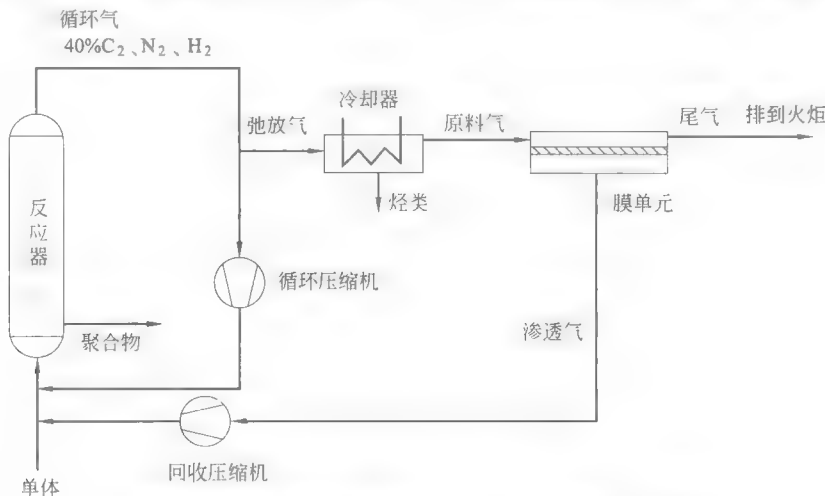 循环气
40%C₂、N₂、H₂
冷却器
弛放气
原料气
尾气
排到火炬
烃类
膜单元
反应器
循环压缩机
渗透气
聚合物
回收压缩机
单体